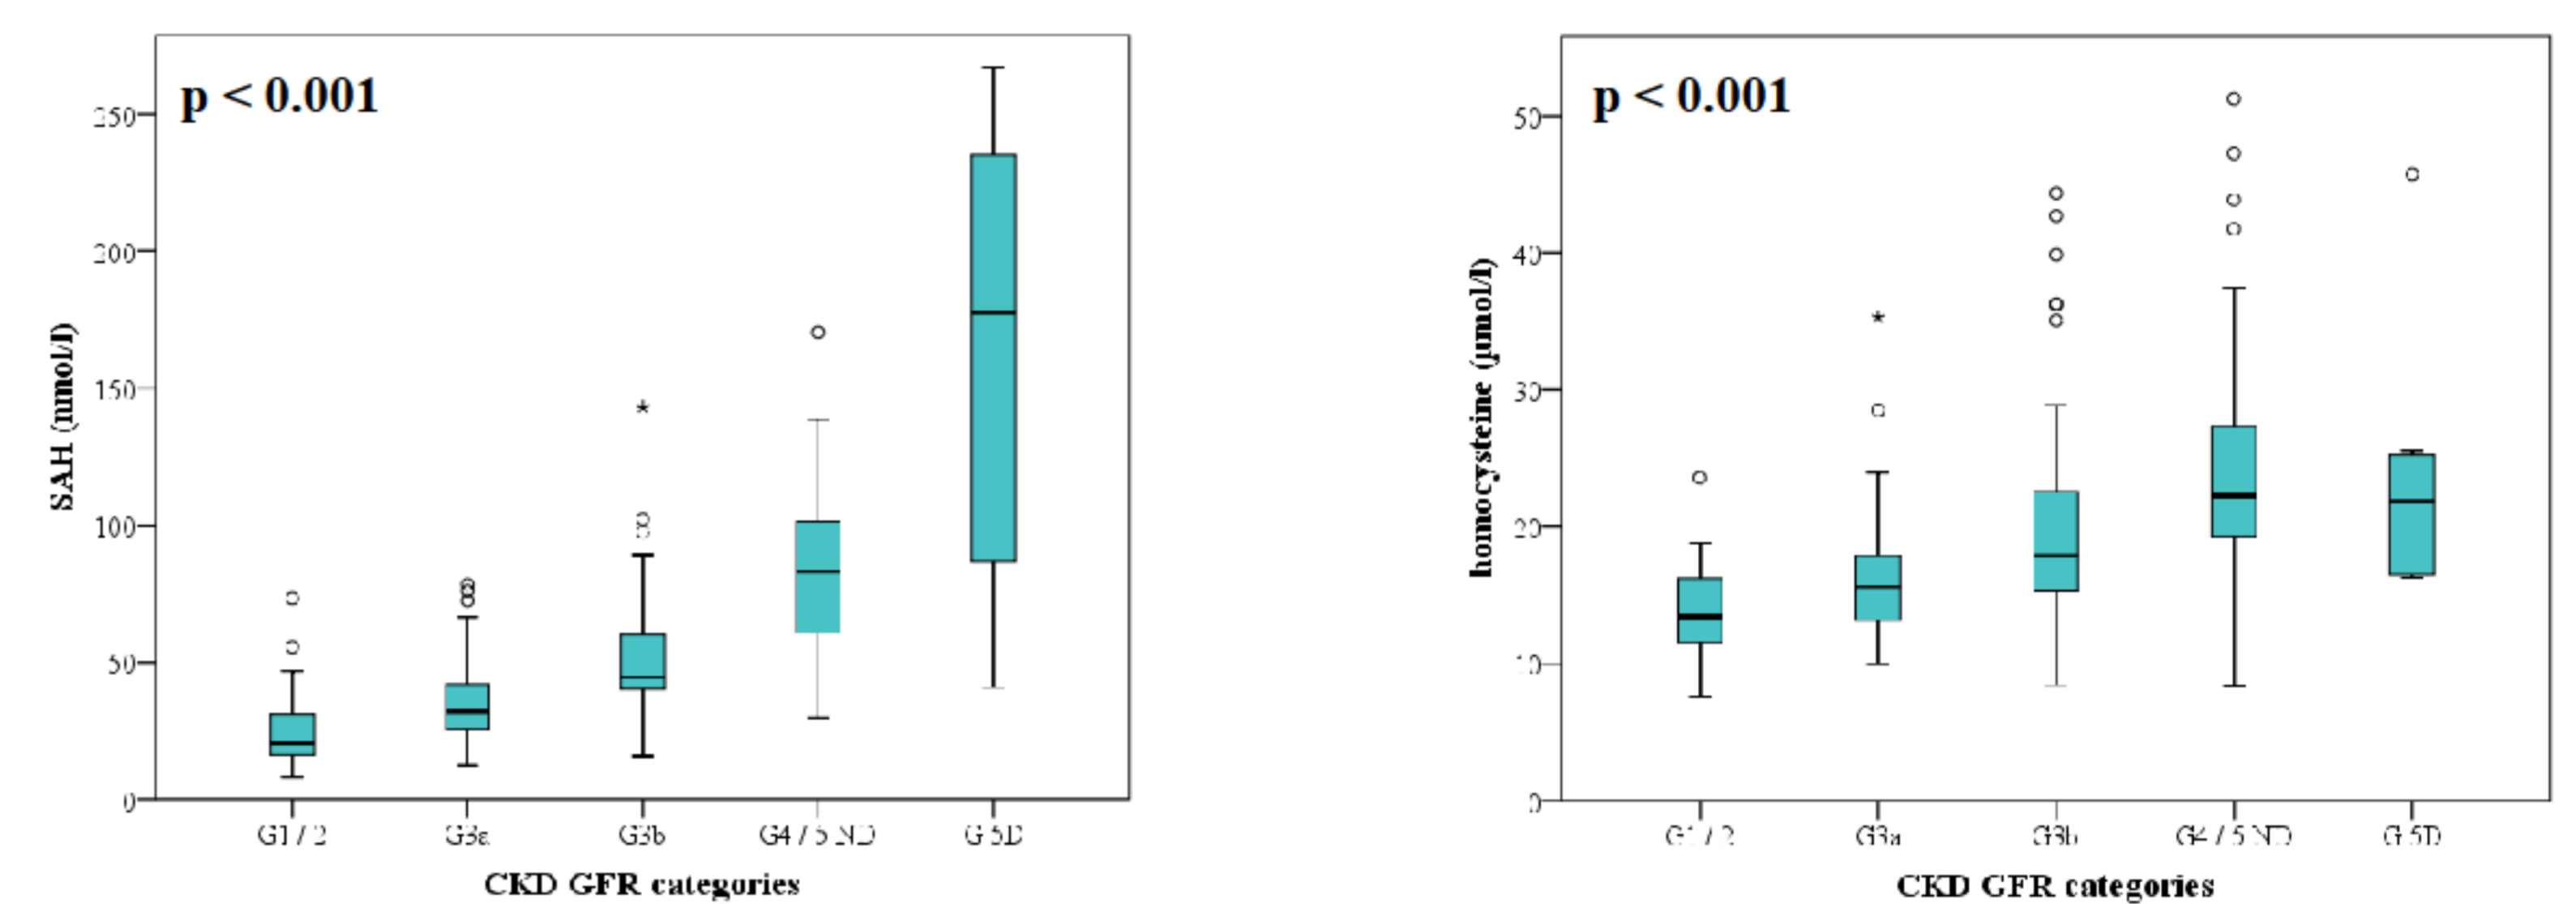 p < 0.001
250
200
150
100
50
0
SAH (nmol/l)
G1 / 2 G3a G3b G4 / 5 ND G 5D
CKD GFR categories
p < 0.001
50
40
30
20
10
0
homocysteine (µmol/l)
G1 / 2 G3a G3b G4 / 5 ND G 5D
CKD GFR categories